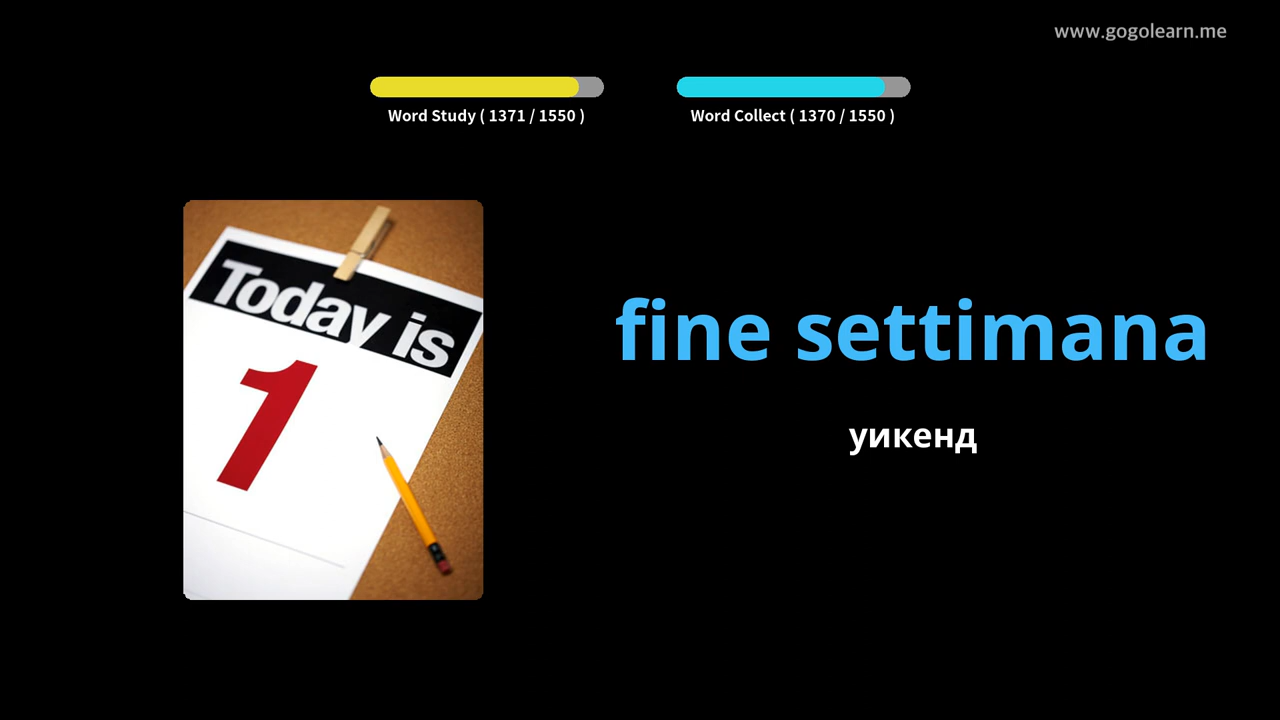 www.gogolearn.me
Word Study ( 1371 / 1550 )
Word Collect ( 1370 / 1550 )
Today is
1
fine settimana
уикенд